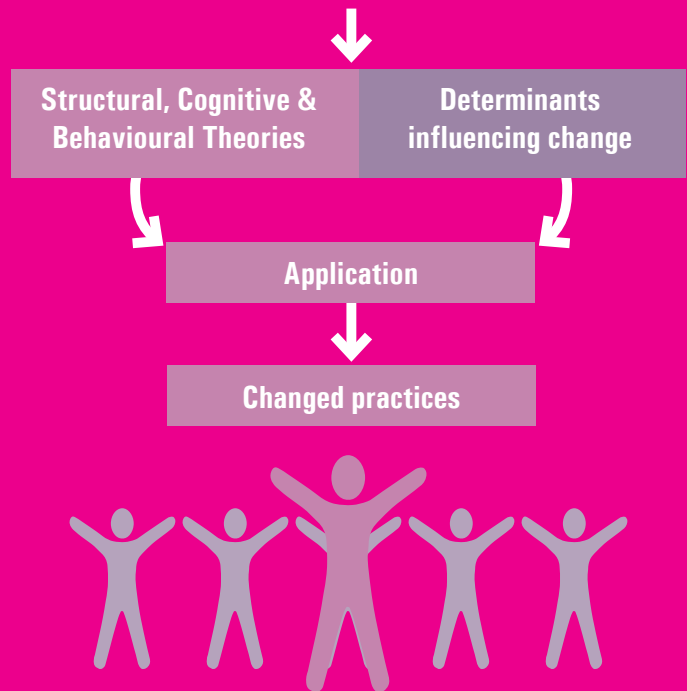 Structural, Cognitive &
Behavioural Theories
Determinants
influencing change
Application
Changed practices